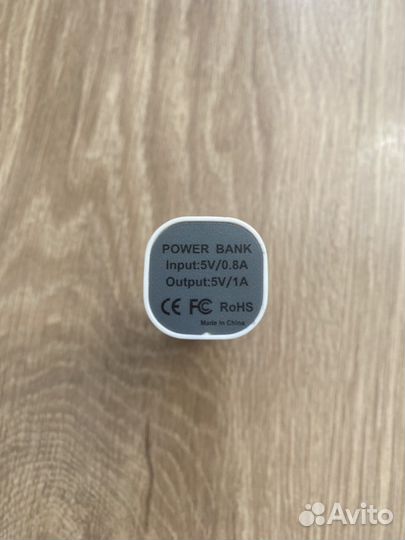 POWER BANK
Input:5V/0.8A
Output:5V/1A
CE FC RoHS
Made In China
Avito